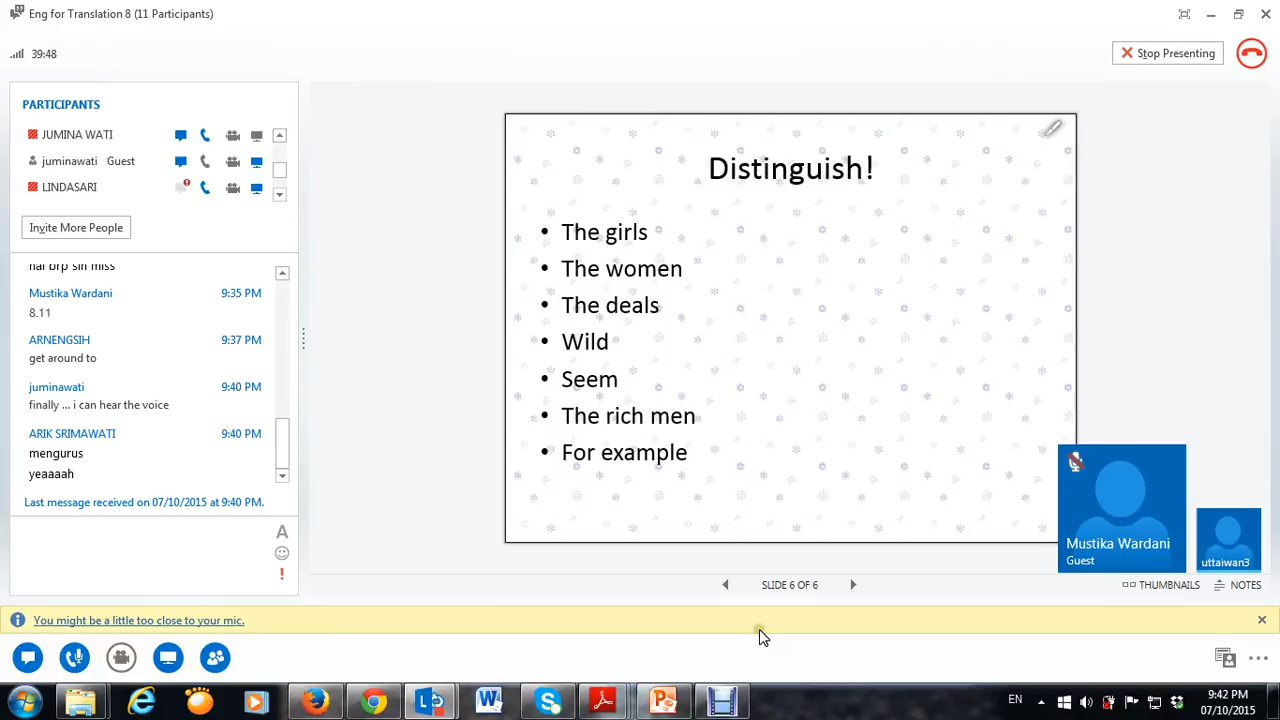 Eng for Translation 8 (11 Participants)
39:48
Stop Presenting
PARTICIPANTS
JUMINA WATI
juminawati Guest
LINDASARI
Invite More People
hal brp sih miss
Mustika Wardani 9:35 PM
8.11
ARNENGSIH 9:37 PM
get around to
juminawati 9:40 PM
finally ... i can hear the voice
ARIK SRIMAWATI 9:40 PM
mengurus
yeaaaah
Last message received on 07/10/2015 at 9:40 PM.
A
Distinguish!
• The girls
• The women
• The deals
• Wild
• Seem
• The rich men
• For example
Mustika Wardani
Guest
uttaiwan3
SLIDE 6 OF 6
THUMBNAILS
NOTES
You might be a little too close to your mic.
EN
9:42 PM
07/10/2015